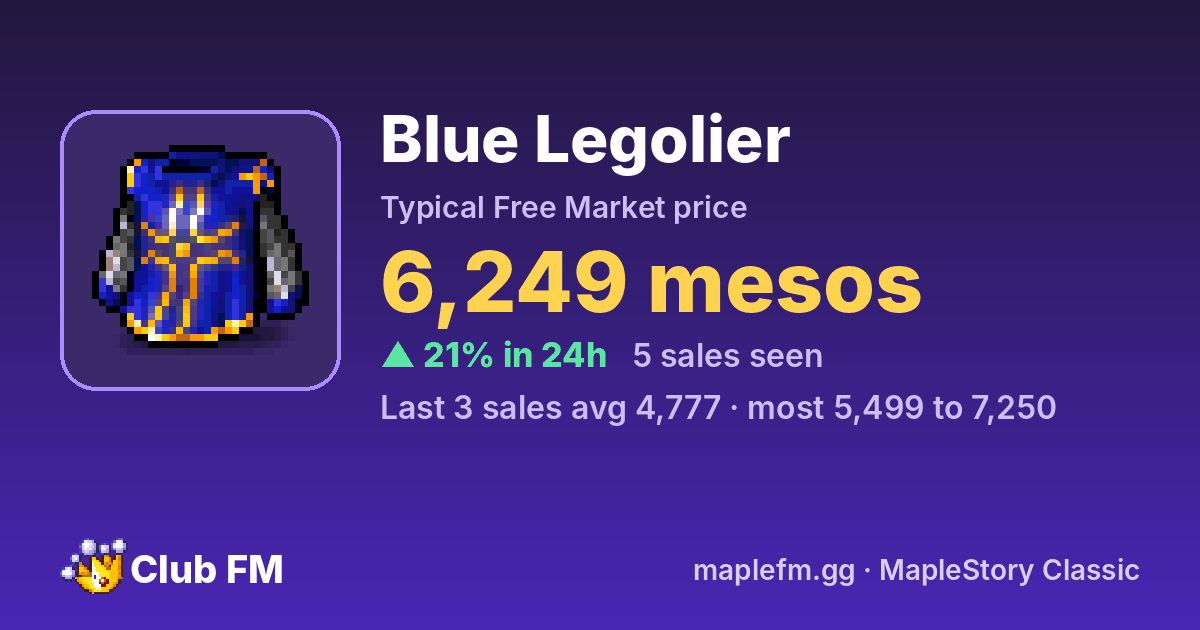 Blue Legolier
Typical Free Market price
6,249 mesos
▲ 21% in 24h 5 sales seen
Last 3 sales avg 4,777 · most 5,499 to 7,250
Club FM
maplefm.gg · MapleStory Classic